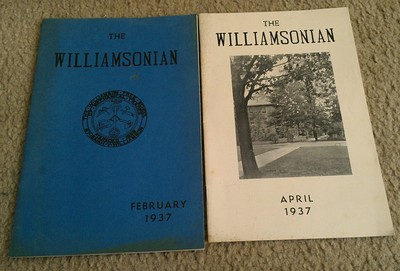 THE
WILLIAMSONIAN
FEBRUARY
1937
THE
WILLIAMSONIAN
APRIL
1937